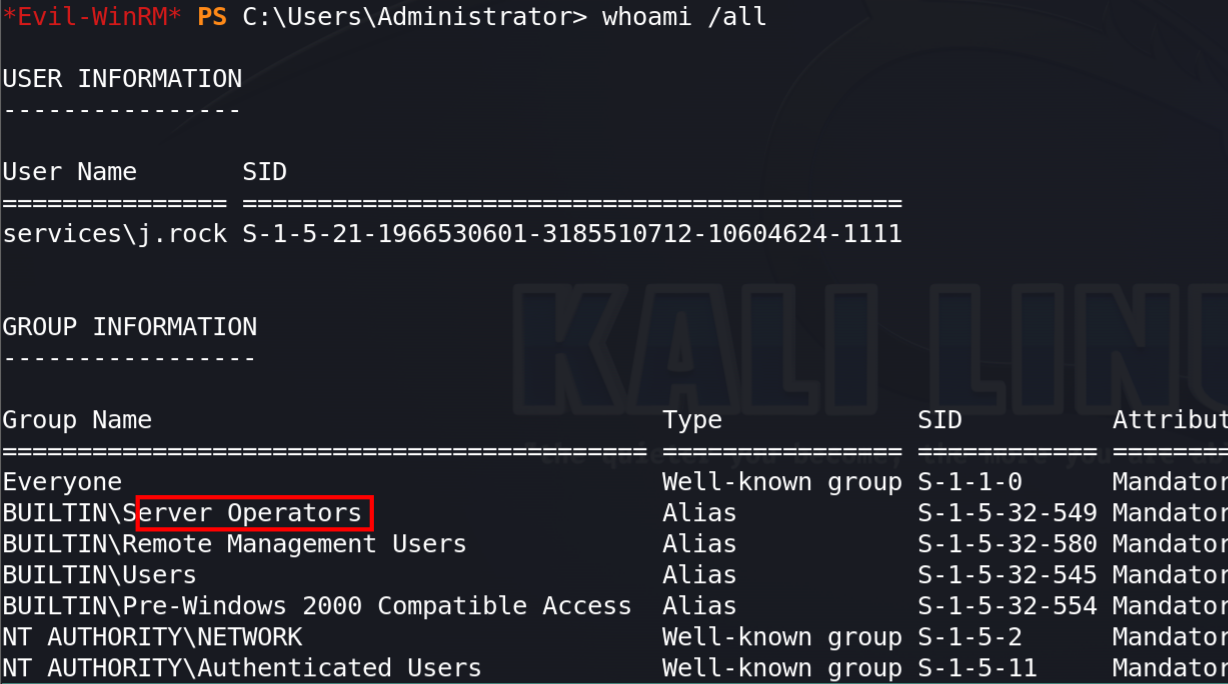 *Evil-WinRM* PS C:\Users\Administrator> whoami /all
USER INFORMATION
----------------
User Name       SID
=============== ============================================
services\j.rock S-1-5-21-1966530601-3185510712-10604624-1111
GROUP INFORMATION
-----------------
Group Name                                  Type             SID          Attribut
=========================================== ================ ============ ========
Everyone                                    Well-known group S-1-1-0      Mandator
BUILTIN\Server Operators                    Alias            S-1-5-32-549 Mandator
BUILTIN\Remote Management Users             Alias            S-1-5-32-580 Mandator
BUILTIN\Users                               Alias            S-1-5-32-545 Mandator
BUILTIN\Pre-Windows 2000 Compatible Access  Alias            S-1-5-32-554 Mandator
NT AUTHORITY\NETWORK                        Well-known group S-1-5-2      Mandator
NT AUTHORITY\Authenticated Users            Well-known group S-1-5-11     Mandator
KALI LINU